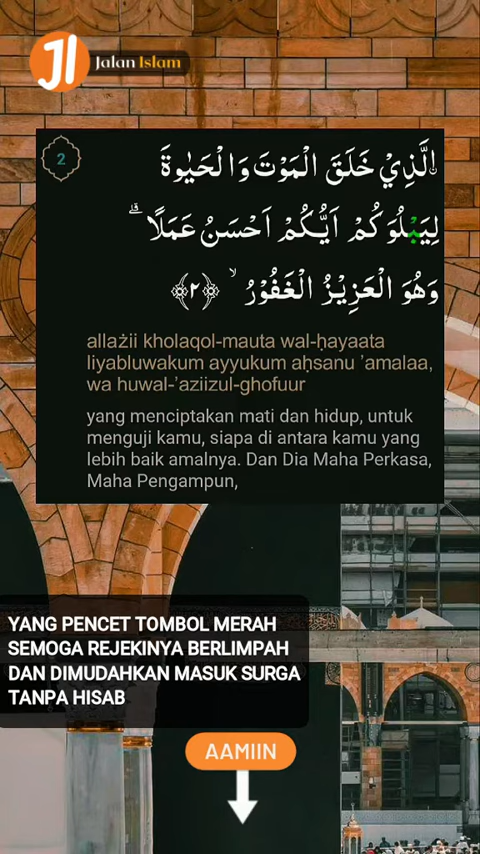 JI Jalan Islam
2
اۨلَّذِيْ خَلَقَ الْمَوْتَ وَالْحَيٰوةَ
لِيَبْلُوَكُمْ اَيُّكُمْ اَحْسَنُ عَمَلًا ۗ
وَهُوَ الْعَزِيْزُ الْغَفُوْرُ ۙ ﴿٢﴾
allażii kholaqol-mauta wal-ḥayaata
liyabluwakum ayyukum aḥsanu ’amalaa,
wa huwal-’aziizul-ghofuur
yang menciptakan mati dan hidup, untuk
menguji kamu, siapa di antara kamu yang
lebih baik amalnya. Dan Dia Maha Perkasa,
Maha Pengampun,
YANG PENCET TOMBOL MERAH
SEMOGA REJEKINYA BERLIMPAH
DAN DIMUDAHKAN MASUK SURGA
TANPA HISAB
AAMIIN